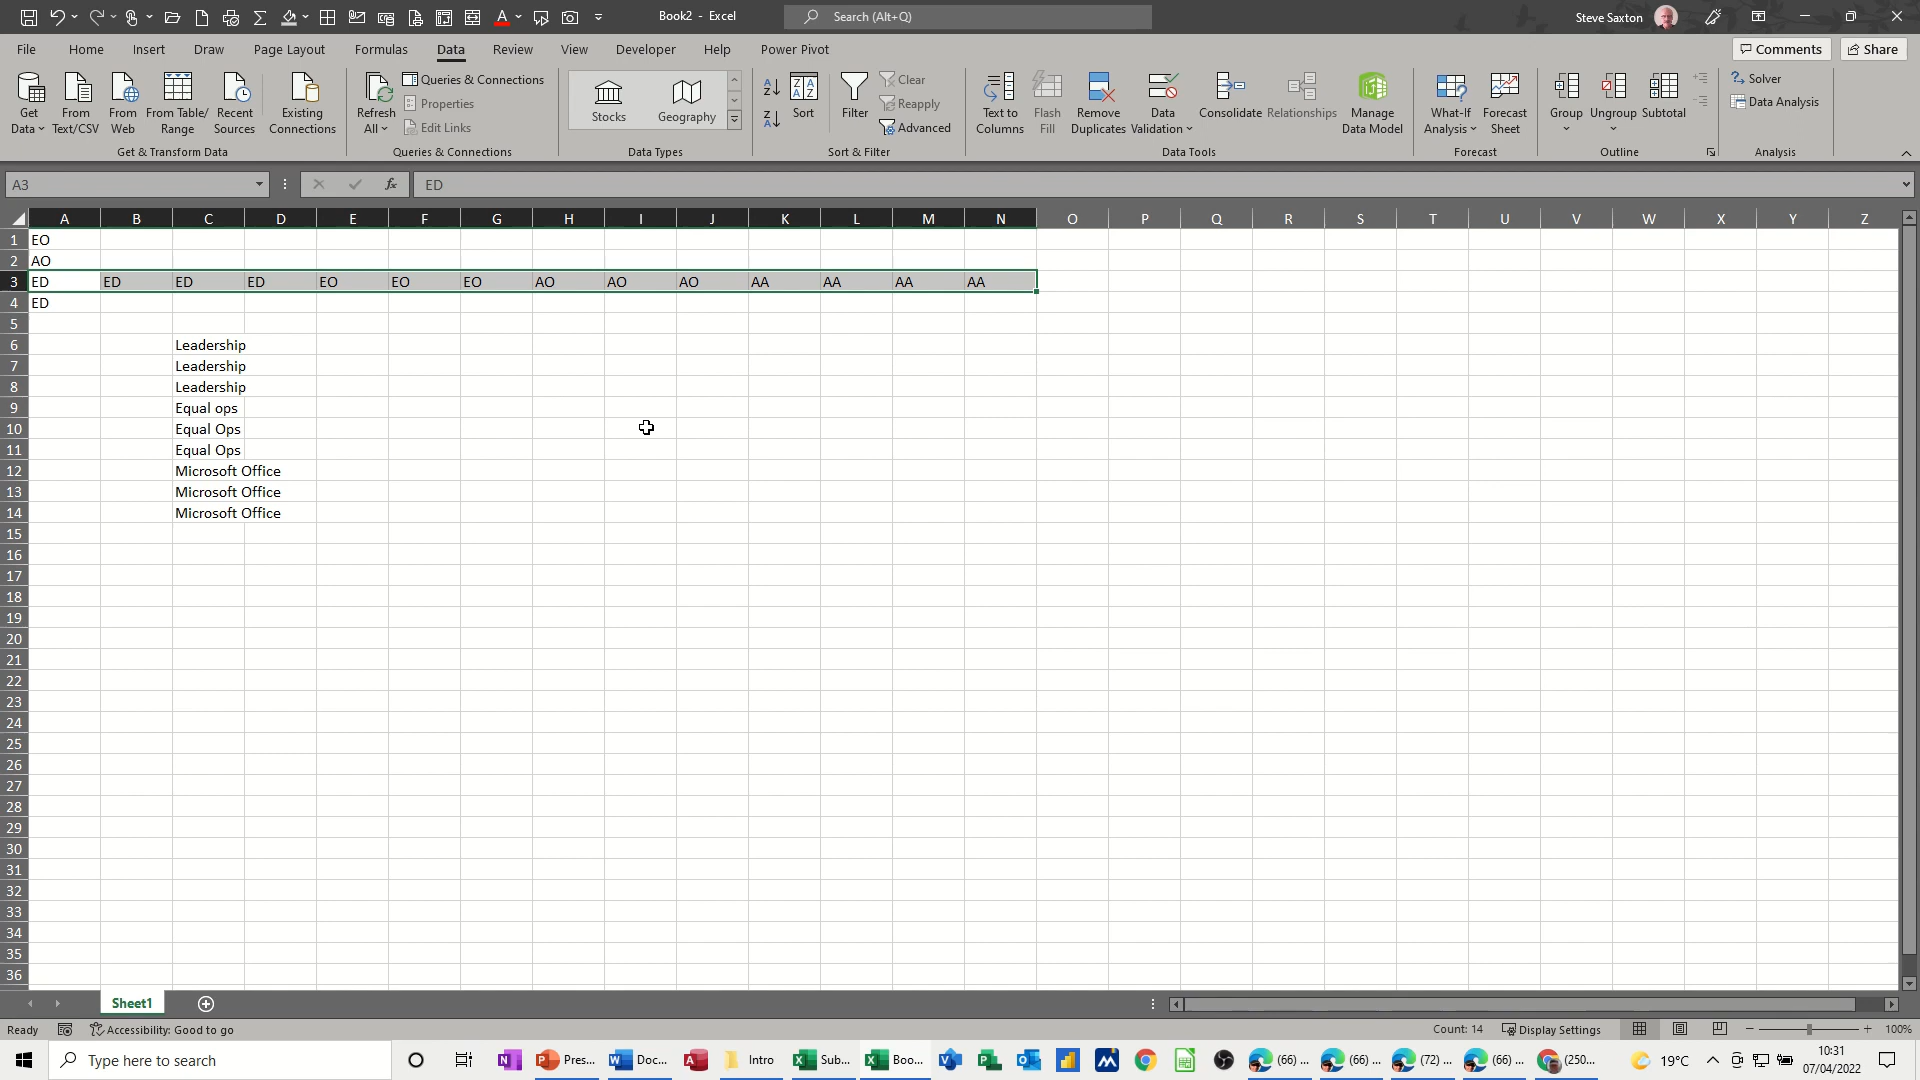 Book2 - Excel
Search (Alt+Q)
Steve Saxton
File Home Insert Draw Page Layout Formulas Data Review View Developer Help Power Pivot
Comments Share
Get Data
From Text/CSV
From Web
From Table/ Range
Recent Sources
Existing Connections
Get & Transform Data
Refresh All
Queries & Connections
Properties
Edit Links
Queries & Connections
Stocks
Geography
Data Types
Sort
Filter
Clear
Reapply
Advanced
Sort & Filter
Text to Columns
Flash Fill
Remove Duplicates
Data Validation
Consolidate
Relationships
Manage Data Model
Data Tools
What-If Analysis
Forecast Sheet
Forecast
Group
Ungroup
Subtotal
Outline
Solver
Data Analysis
Analysis
A3 fx ED
A B C D E F G H I J K L M N O P Q R S T U V W X Y Z
1 EO
2 AO
3 ED ED ED ED EO EO EO AO AO AO AA AA AA AA
4 ED
5
6 Leadership
7 Leadership
8 Leadership
9 Equal ops
10 Equal Ops
11 Equal Ops
12 Microsoft Office
13 Microsoft Office
14 Microsoft Office
15
16
17
18
19
20
21
22
23
24
25
26
27
28
29
30
31
32
33
34
35
36
Sheet1
Ready Accessibility: Good to go Count: 14 Display Settings 100%
Type here to search Pres... Doc... Intro Sub... Boo... (66) ... (66) ... (72) ... (66) ... (250... 19°C 10:31
07/04/2022